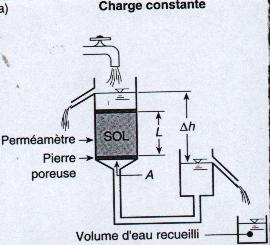 a)
Charge constante
SOL
L
Δh
Perméamètre
Pierre
poreuse
A
Volume d'eau recueilli